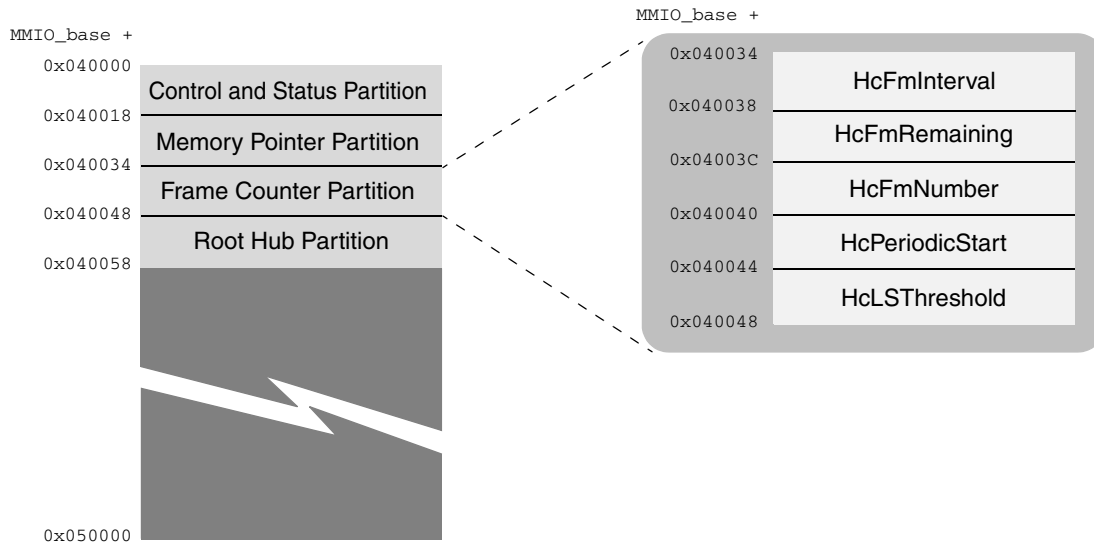 MMIO_base +
0x040000
Control and Status Partition
0x040018
Memory Pointer Partition
0x040034
Frame Counter Partition
0x040048
Root Hub Partition
0x040058
0x050000
MMIO_base +
0x040034
HcFmInterval
0x040038
HcFmRemaining
0x04003C
HcFmNumber
0x040040
HcPeriodicStart
0x040044
HcLSThreshold
0x040048